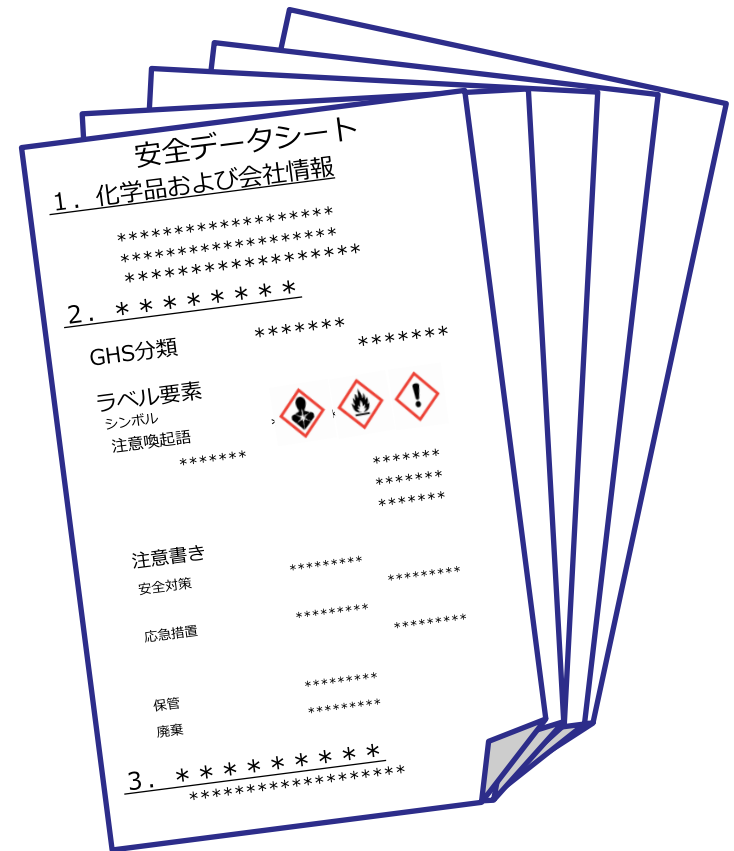 安全データシート
1. 化学品および会社情報
*******************
*******************
******************
2. ********
GHS分類 ******* *******
ラベル要素
シンボル
注意喚起語
******* *******
*******
*******
注意書き
安全対策 ********* *********
応急措置 ********* *********
保管 *********
廃棄 *********
3. *********
*******************